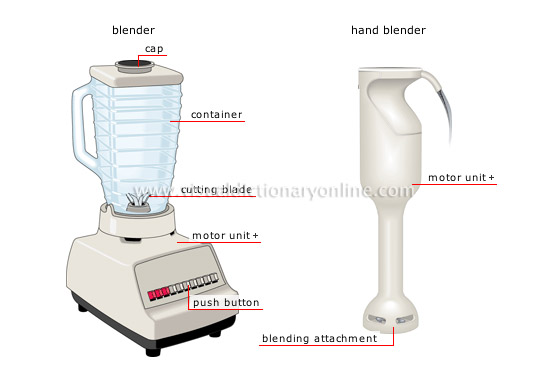 blender
cap
container
cutting blade
motor unit +
push button
hand blender
motor unit +
blending attachment